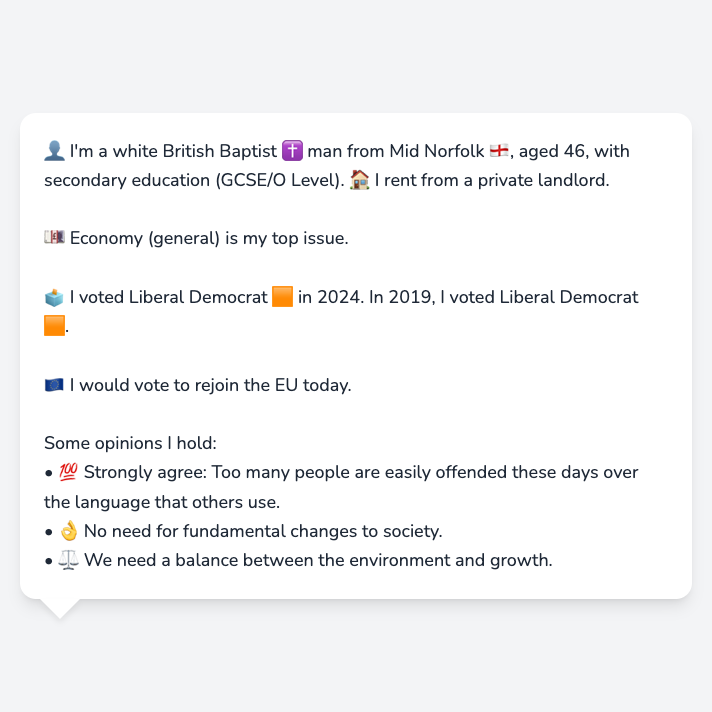 👤 I'm a white British Baptist ✝️ man from Mid Norfolk 🏴󠁧󠁢󠁥󠁮󠁧󠁿, aged 46, with
secondary education (GCSE/O Level). 🏠 I rent from a private landlord.
💷 Economy (general) is my top issue.
🗳️ I voted Liberal Democrat 🟧 in 2024. In 2019, I voted Liberal Democrat
🟧.
🇪🇺 I would vote to rejoin the EU today.
Some opinions I hold:
• 💯 Strongly agree: Too many people are easily offended these days over
the language that others use.
• 👌 No need for fundamental changes to society.
• ⚖️ We need a balance between the environment and growth.